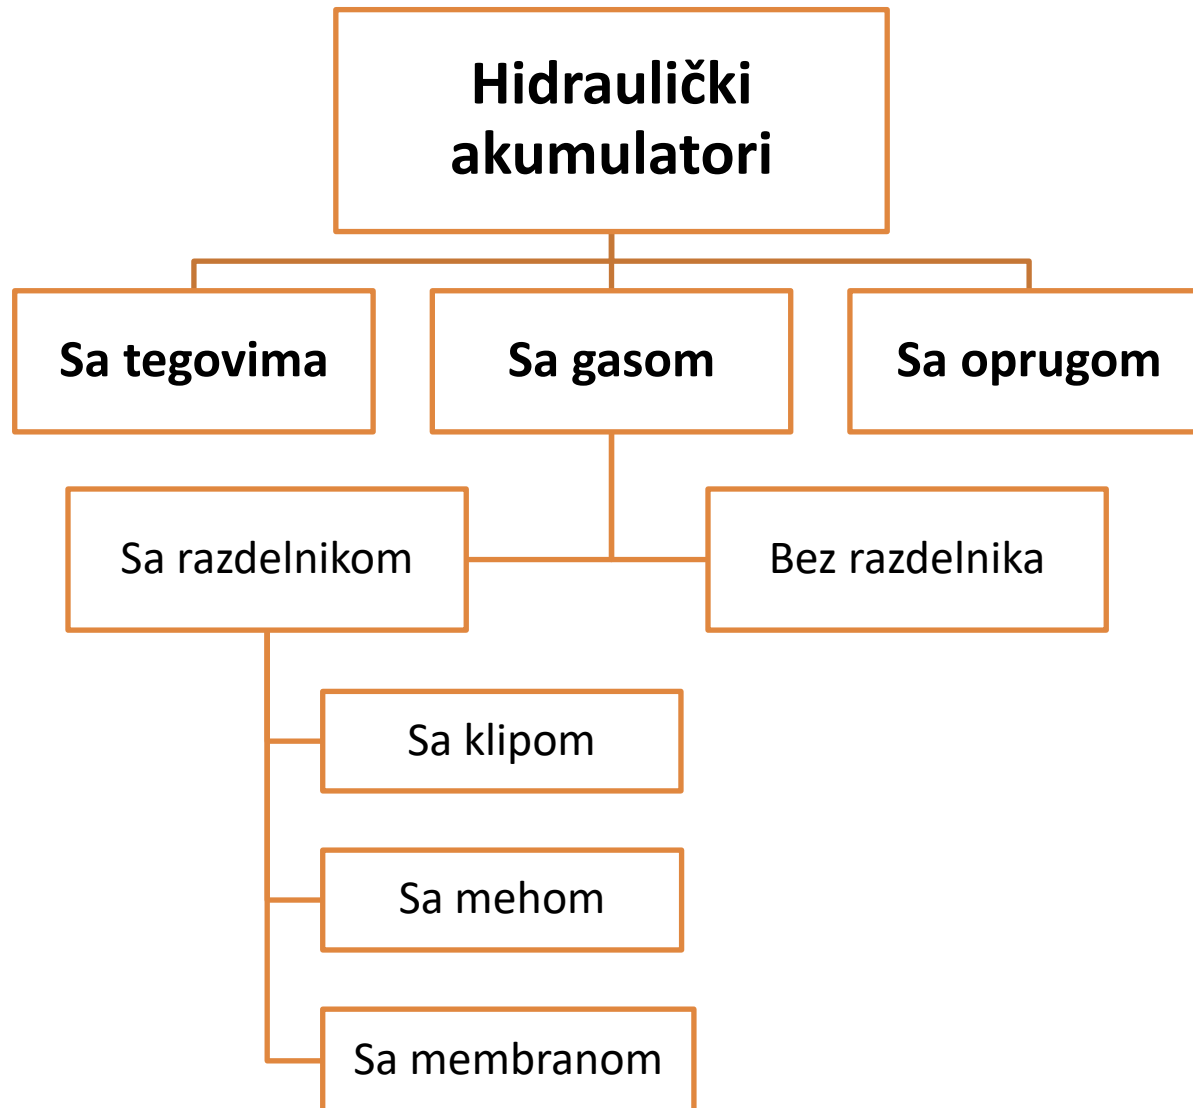 Hidraulički
akumulatori
Sa tegovima
Sa gasom
Sa oprugom
Sa razdelnikom
Bez razdelnika
Sa klipom
Sa mehom
Sa membranom